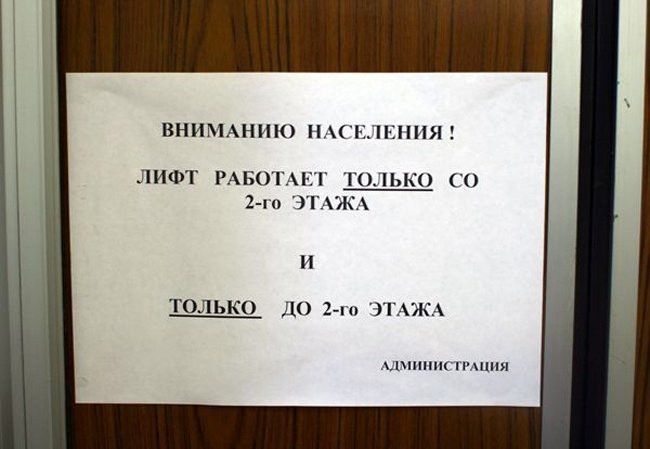 ВНИМАНИЮ НАСЕЛЕНИЯ !
ЛИФТ РАБОТАЕТ ТОЛЬКО СО
2-го ЭТАЖА
И
ТОЛЬКО ДО 2-го ЭТАЖА
АДМИНИСТРАЦИЯ